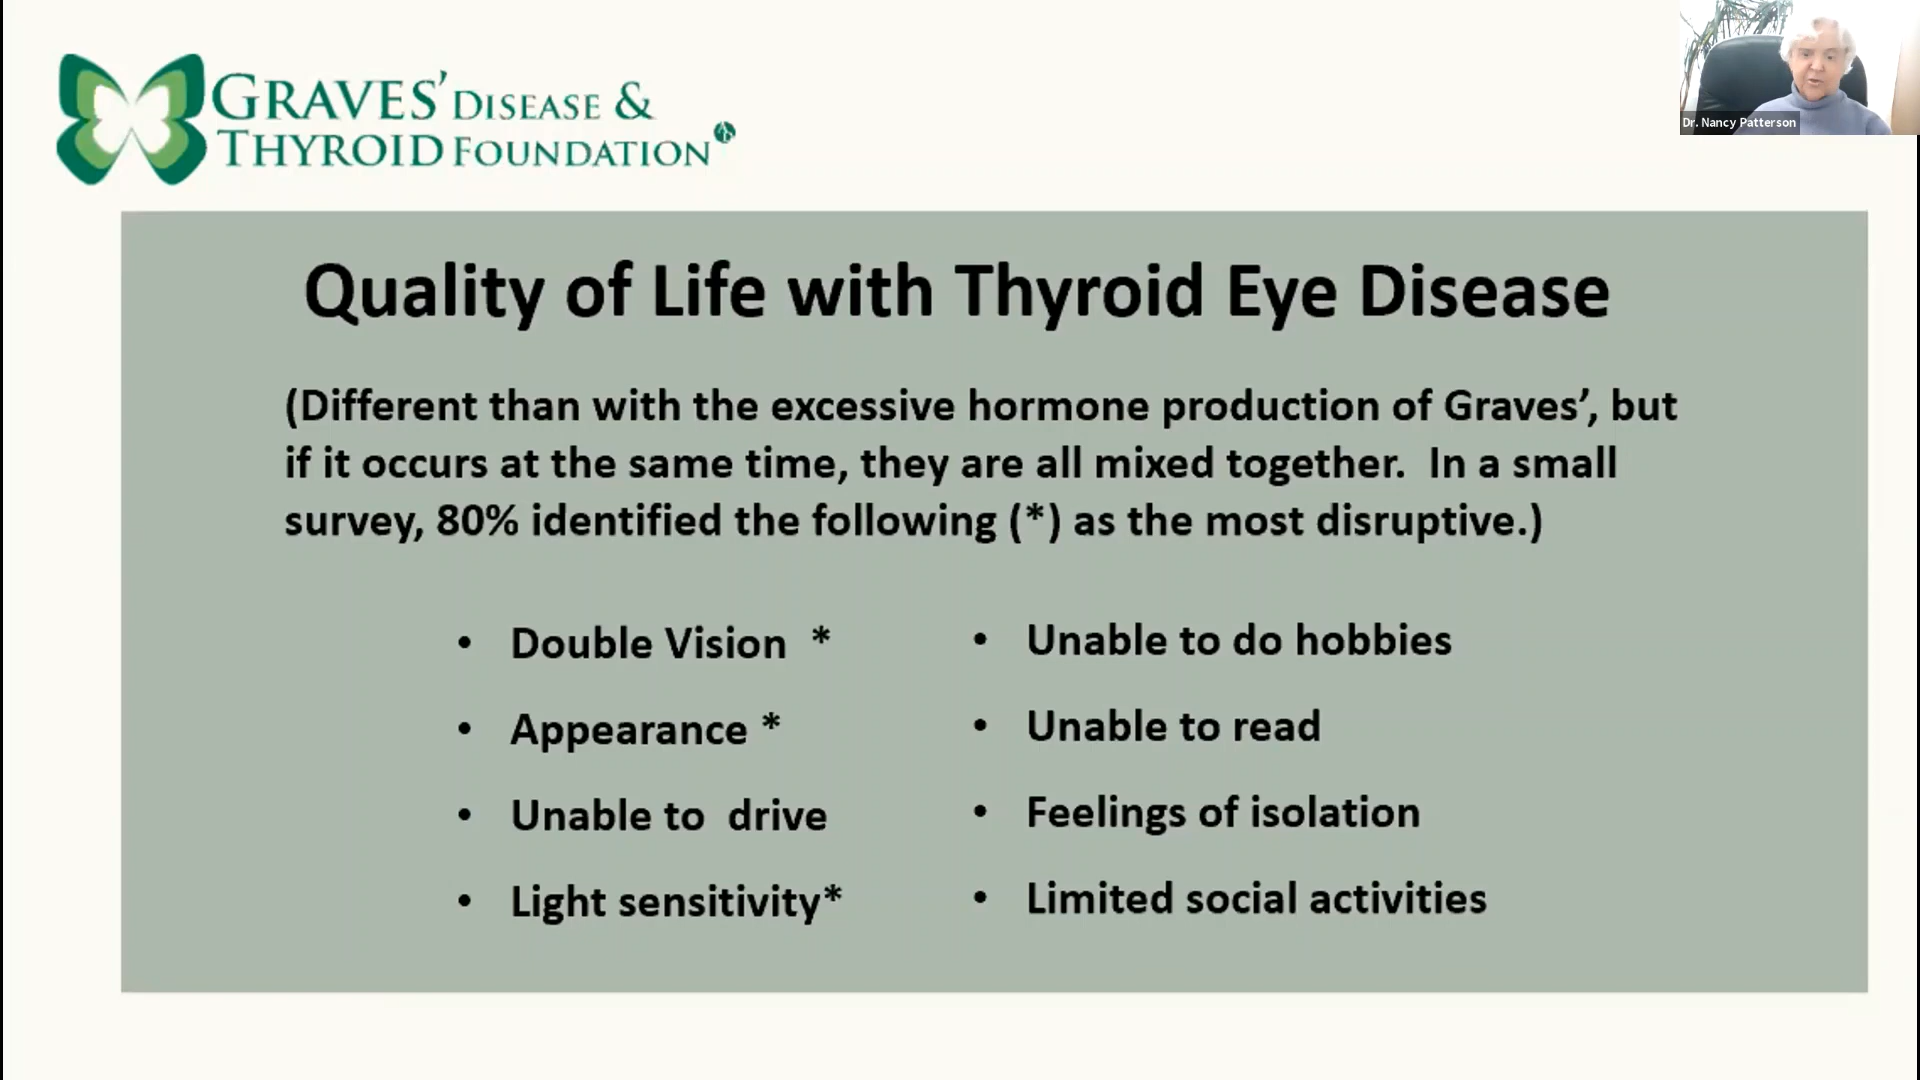 GRAVES' DISEASE &
THYROID FOUNDATION
Dr. Nancy Patterson
Quality of Life with Thyroid Eye Disease
(Different than with the excessive hormone production of Graves’, but
if it occurs at the same time, they are all mixed together.  In a small
survey, 80% identified the following (*) as the most disruptive.)
• Double Vision  *
• Appearance *
• Unable to  drive
• Light sensitivity*
• Unable to do hobbies
• Unable to read
• Feelings of isolation
• Limited social activities